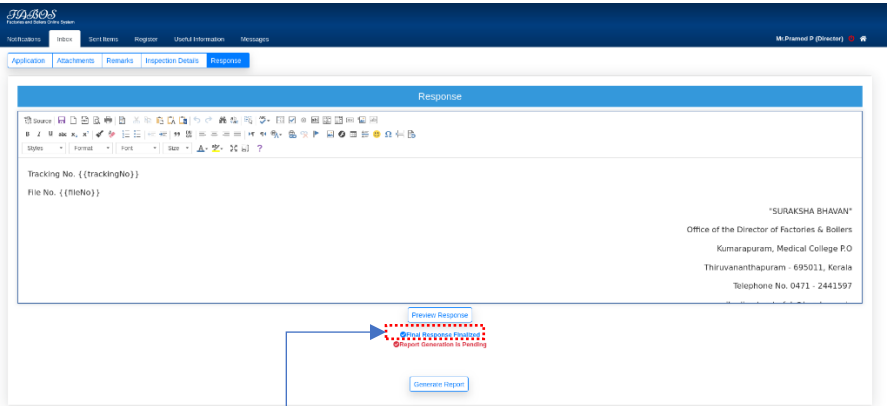 FABOS
Factories and Boilers Online System
Notifications Inbox Sent Items Register Useful Information Messages Mr.Pramod P (Director)
Application Attachments Remarks Inspection Details Response
Response
Source
Styles Format Font Size
Tracking No. {{trackingNo}}
File No. {{fileNo}}
"SURAKSHA BHAVAN"
Office of the Director of Factories & Boilers
Kumarapuram, Medical College P.O
Thiruvananthapuram - 695011, Kerala
Telephone No. 0471 - 2441597
Preview Response
Final Response Finalized
Report Generation is Pending
Generate Report